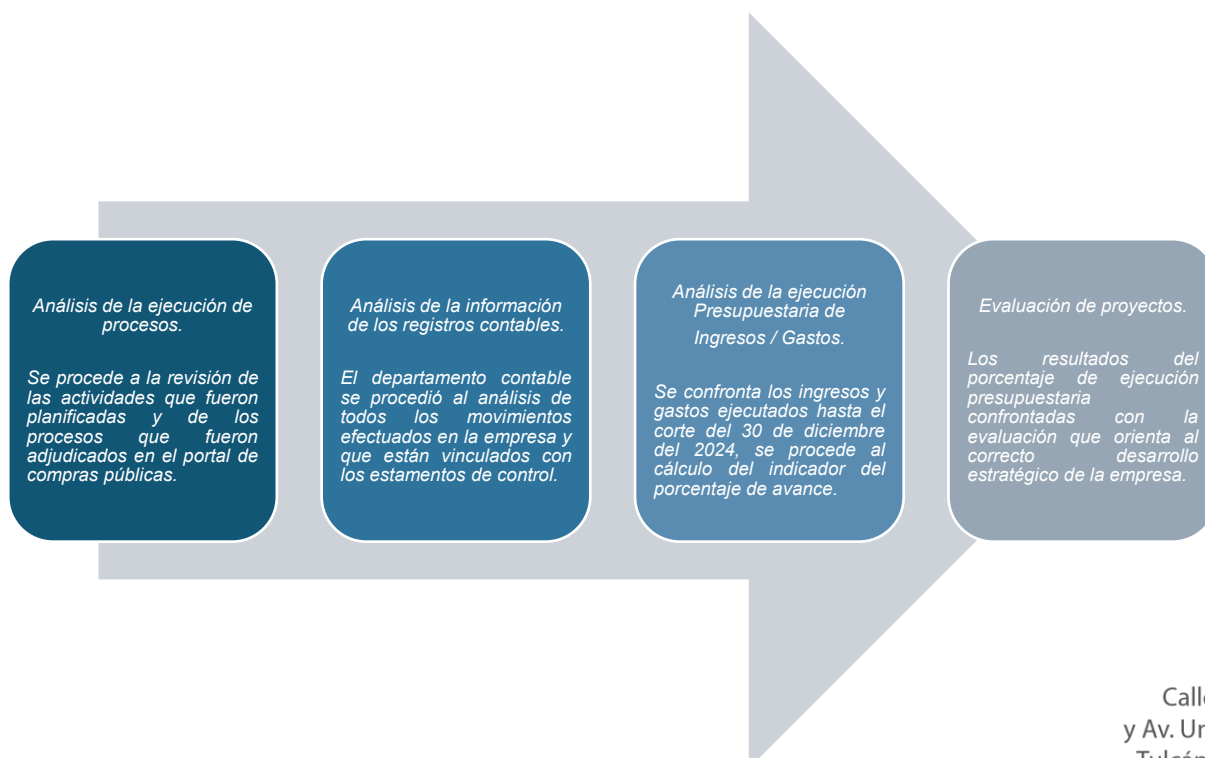 Análisis de la ejecución de
procesos.
Se procede a la revisión de
las actividades que fueron
planificadas y de los
procesos que fueron
adjudicados en el portal de
compras públicas.
Análisis de la información
de los registros contables.
El departamento contable
se procedió al análisis de
todos los movimientos
efectuados en la empresa y
que están vinculados con
los estamentos de control.
Análisis de la ejecución
Presupuestaria de
Ingresos / Gastos.
Se confronta los ingresos y
gastos ejecutados hasta el
corte del 30 de diciembre
del 2024, se procede al
cálculo del indicador del
porcentaje de avance.
Evaluación de proyectos.
Los resultados del
porcentaje de ejecución
presupuestaria
confrontadas con la
evaluación que orienta al
correcto desarrollo
estratégico de la empresa.
y Av.